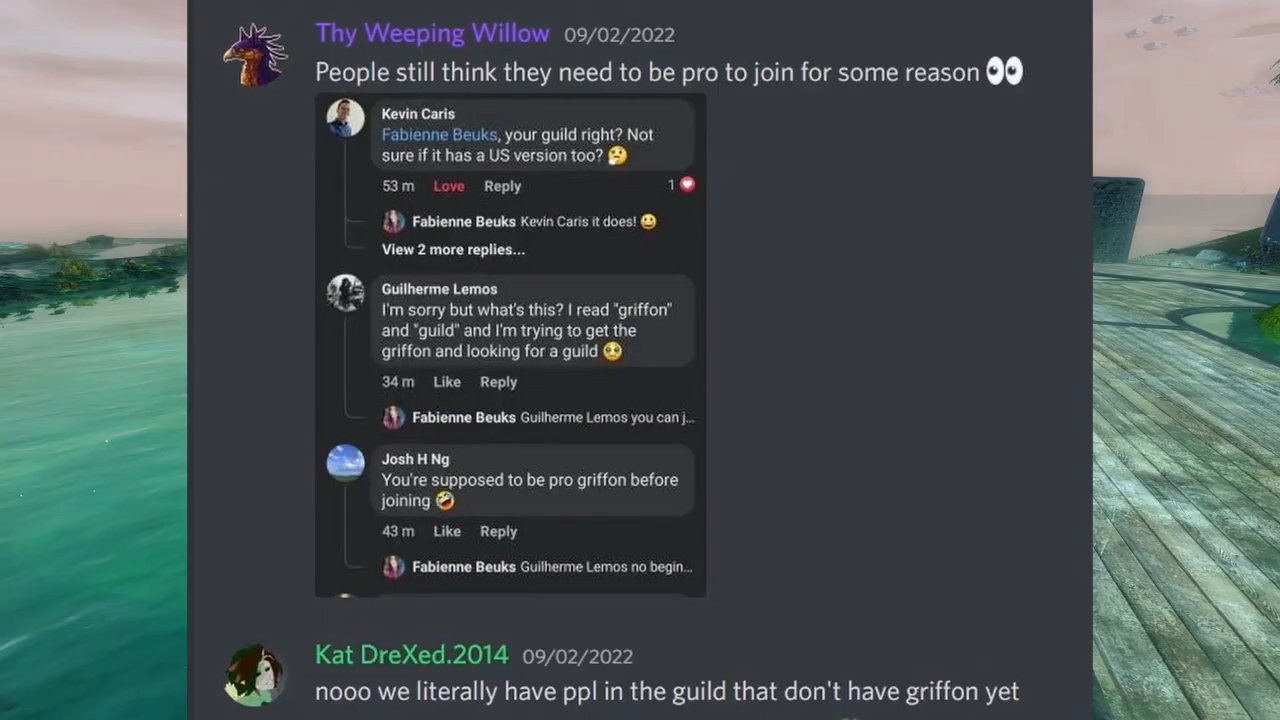 Thy Weeping Willow 09/02/2022
People still think they need to be pro to join for some reason 👀
Kevin Caris
Fabienne Beuks, your guild right? Not
sure if it has a US version too? 🤔
53 m Love Reply 1
Fabienne Beuks Kevin Caris it does! 😀
View 2 more replies...
Guilherme Lemos
I'm sorry but what's this? I read "griffon"
and "guild" and I'm trying to get the
griffon and looking for a guild 🥺
34 m Like Reply
Fabienne Beuks Guilherme Lemos you can j...
Josh H Ng
You're supposed to be pro griffon before
joining 🤣
43 m Like Reply
Fabienne Beuks Guilherme Lemos no begin...
Kat DreXed.2014 09/02/2022
nooo we literally have ppl in the guild that don't have griffon yet